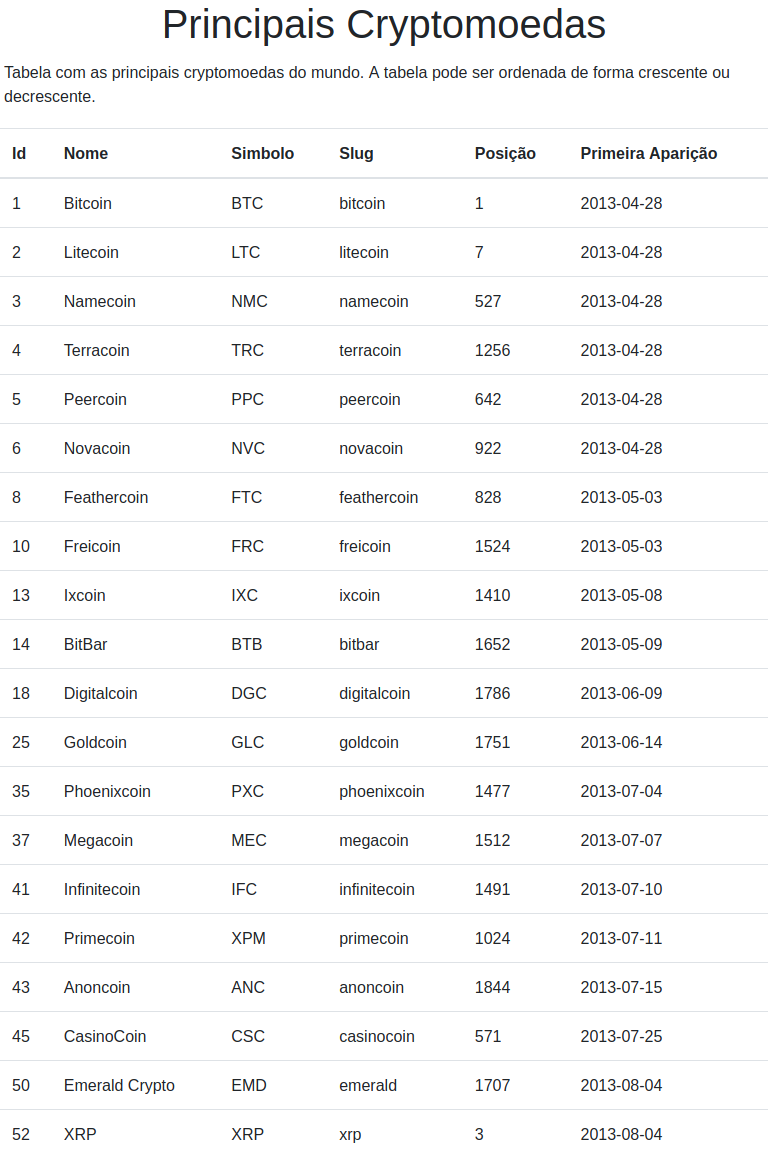 Principais Cryptomoedas
Tabela com as principais cryptomoedas do mundo. A tabela pode ser ordenada de forma crescente ou
decrescente.
Id Nome Simbolo Slug Posição Primeira Aparição
1 Bitcoin BTC bitcoin 1 2013-04-28
2 Litecoin LTC litecoin 7 2013-04-28
3 Namecoin NMC namecoin 527 2013-04-28
4 Terracoin TRC terracoin 1256 2013-04-28
5 Peercoin PPC peercoin 642 2013-04-28
6 Novacoin NVC novacoin 922 2013-04-28
8 Feathercoin FTC feathercoin 828 2013-05-03
10 Freicoin FRC freicoin 1524 2013-05-03
13 Ixcoin IXC ixcoin 1410 2013-05-08
14 BitBar BTB bitbar 1652 2013-05-09
18 Digitalcoin DGC digitalcoin 1786 2013-06-09
25 Goldcoin GLC goldcoin 1751 2013-06-14
35 Phoenixcoin PXC phoenixcoin 1477 2013-07-04
37 Megacoin MEC megacoin 1512 2013-07-07
41 Infinitecoin IFC infinitecoin 1491 2013-07-10
42 Primecoin XPM primecoin 1024 2013-07-11
43 Anoncoin ANC anoncoin 1844 2013-07-15
45 CasinoCoin CSC casinocoin 571 2013-07-25
50 Emerald Crypto EMD emerald 1707 2013-08-04
52 XRP XRP xrp 3 2013-08-04